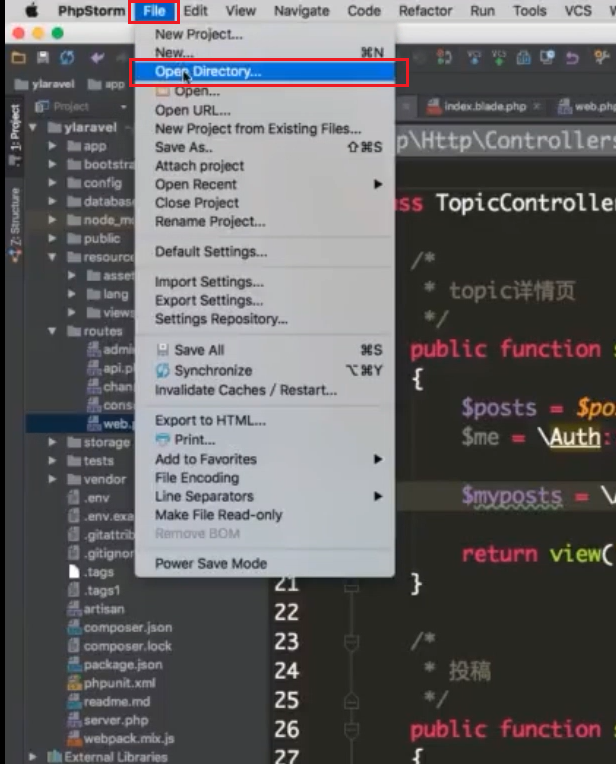 PhpStorm File Edit View Navigate Code Refactor Run Tools VCS
New Project...
New... ⌘N
Open Directory...
Open...
Open URL...
New Project from Existing Files...
Save As.. ⇧⌘S
Attach project
Open Recent
Close Project
Rename Project...
Default Settings...
Import Settings...
Export Settings...
Settings Repository...
Save All ⌘S
Synchronize ⌥⌘Y
Invalidate Caches / Restart...
Export to HTML...
Print...
Add to Favorites
File Encoding
Line Separators
Make File Read-only
Remove BOM
Power Save Mode
ylaravel app
1: Project
Z: Structure
Project
ylaravel
app
bootstra
config
database
node_mo
public
resource
asset
lang
views
routes
admi
api.p
chan
cons
web.p
storage
tests
vendor
.env
.env.exa
.gitattrib
.gitignor
.tags
.tags1
artisan
composer.json
composer.lock
package.json
phpunit.xml
readme.md
server.php
webpack.mix.js
External Libraries
index.blade.php web.php
p\Http\Controllers
ss TopicController
/*
* topic详情页
*/
public function s
{
$posts = $pos
$me = \Auth:
$myposts = \
return view(
21 }
22
23 /*
24 * 投稿
25 */
26 public function s
27 {